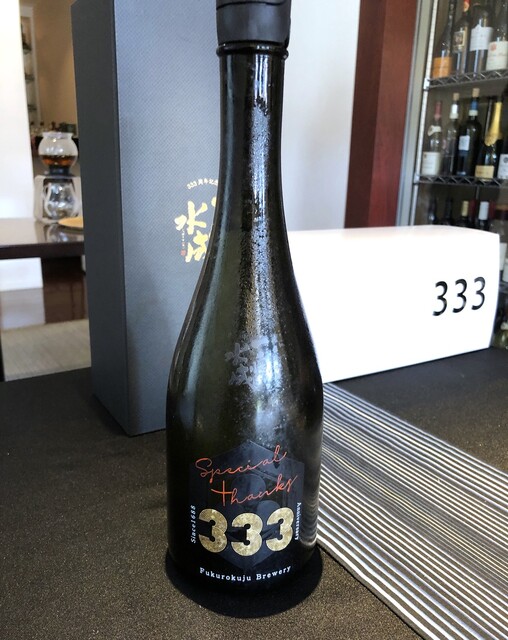 333
Special
thanks
Since1688
333
Anniversary
Fukurokuju Brewery